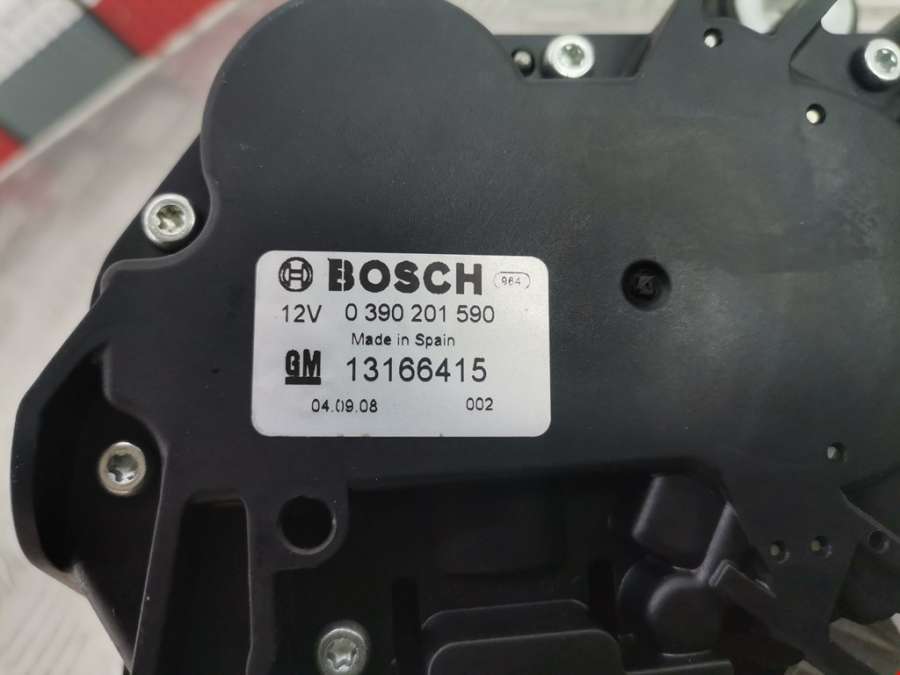 BOSCH 964
12V 0 390 201 590
Made in Spain
GM 13166415
04.09.08 002